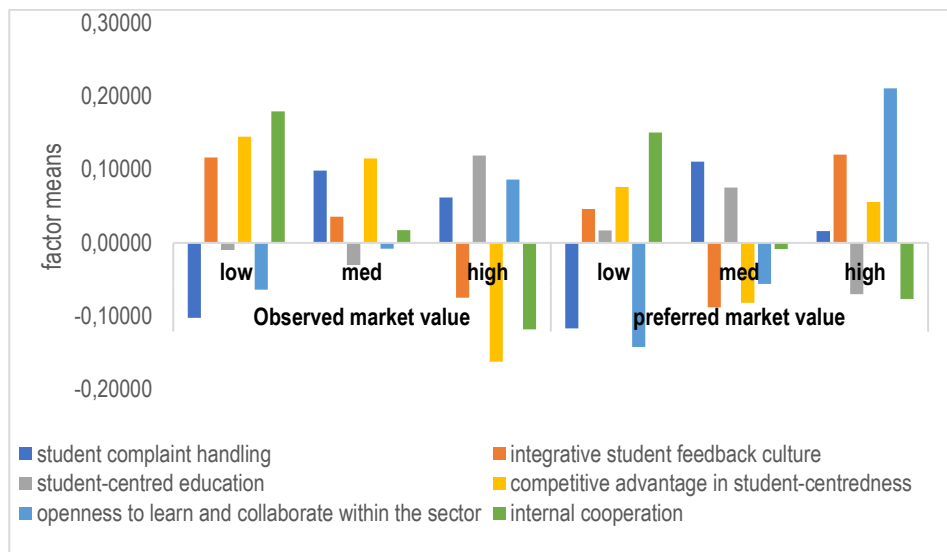 0,30000
0,20000
0,10000
0,00000
-0,10000
-0,20000
factor means
low med high low med high
Observed market value preferred market value
student complaint handling integrative student feedback culture
student-centred education competitive advantage in student-centredness
openness to learn and collaborate within the sector internal cooperation